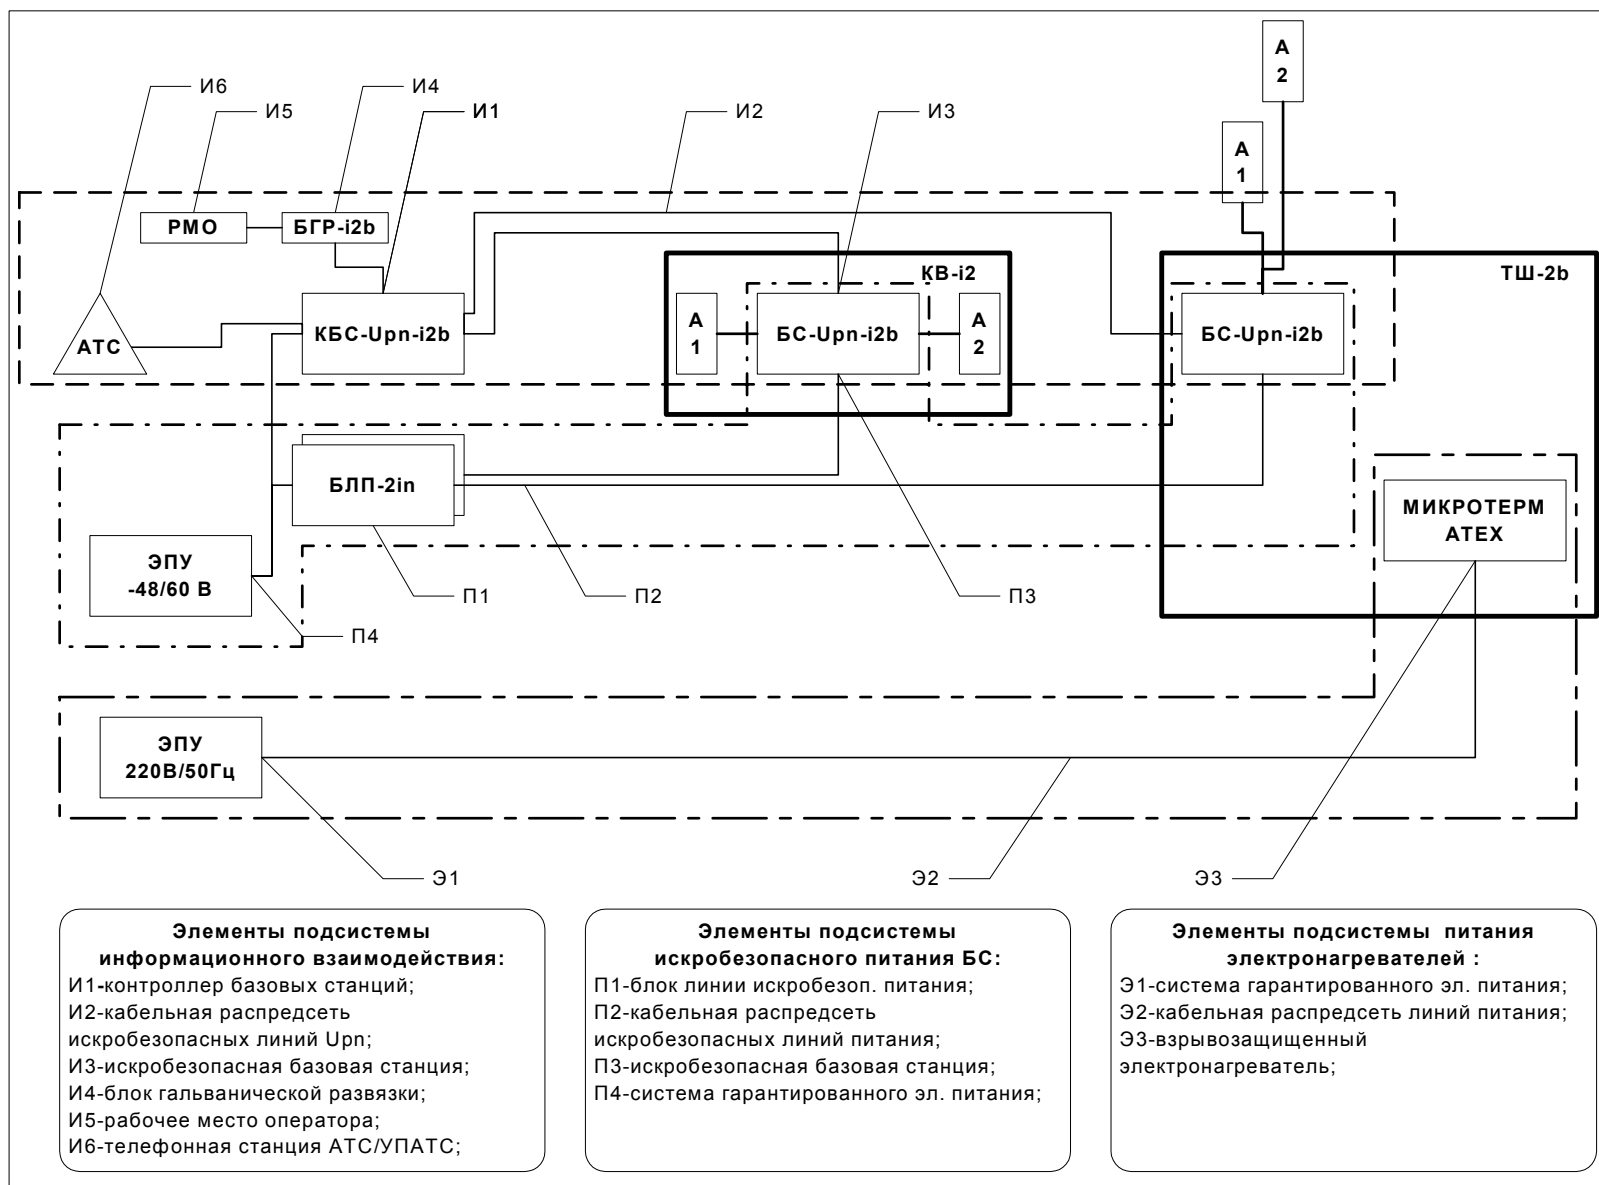 А
2
И6
И4
И5
И1
И2
И3
А
1
РМО
БГР-i2b
КВ-i2
ТШ-2b
АТС
КБС-Upn-i2b
А
1
БС-Upn-i2b
А
2
БС-Upn-i2b
БЛП-2in
МИКРОТЕРМ
АТЕХ
ЭПУ
-48/60 В
П1
П2
П3
П4
ЭПУ
220В/50Гц
Э1
Э2
Э3
Элементы подсистемы
информационного взаимодействия:
И1-контроллер базовых станций;
И2-кабельная распредсеть
искробезопасных линий Upn;
И3-искробезопасная базовая станция;
И4-блок гальванической развязки;
И5-рабочее место оператора;
И6-телефонная станция АТС/УПАТС;
Элементы подсистемы
искробезопасного питания БС:
П1-блок линии искробезоп. питания;
П2-кабельная распредсеть
искробезопасных линий питания;
П3-искробезопасная базовая станция;
П4-система гарантированного эл. питания;
Элементы подсистемы питания
электронагревателей :
Э1-система гарантированного эл. питания;
Э2-кабельная распредсеть линий питания;
Э3-взрывозащищенный
электронагреватель;